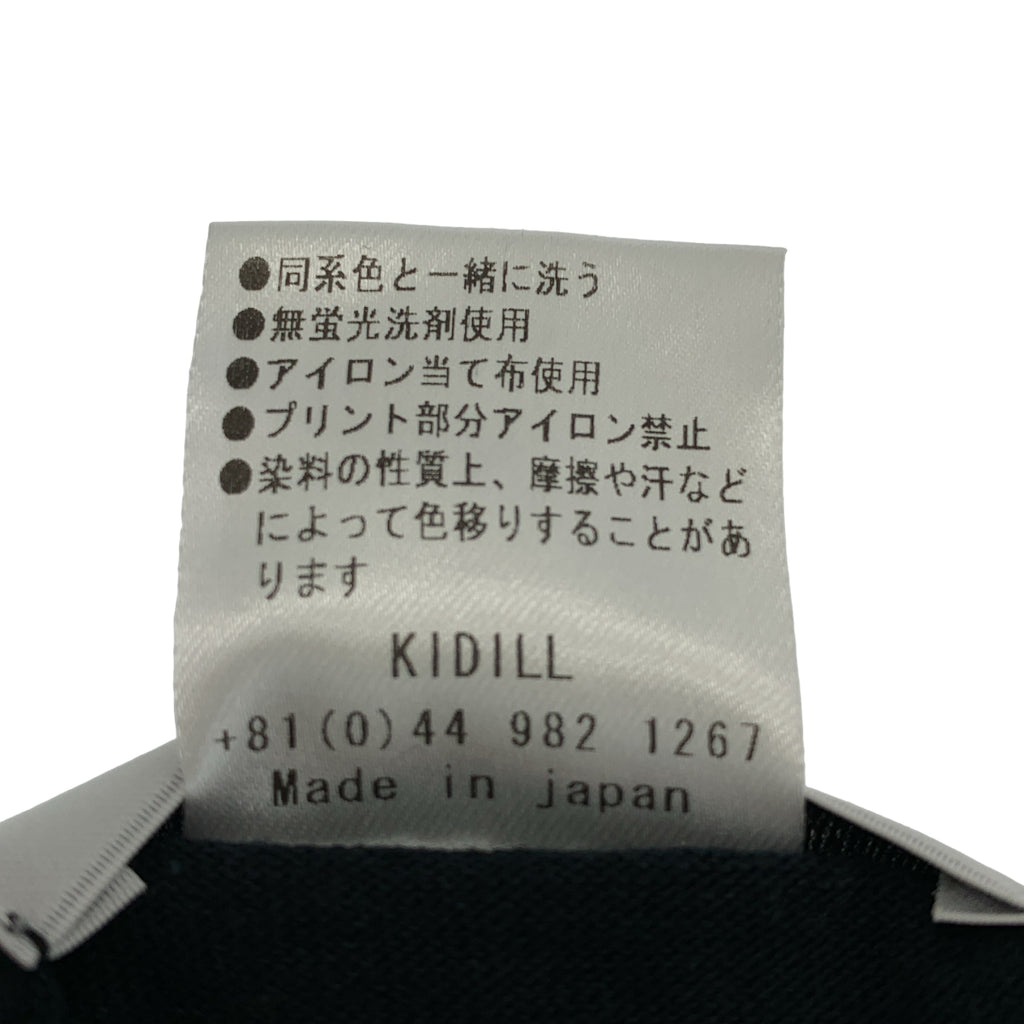 ●同系色と一緒に洗う
●無蛍光洗剤使用
●アイロン当て布使用
●プリント部分アイロン禁止
●染料の性質上、摩擦や汗など
によって色移りすることがあ
ります
KIDILL
+81(0)44 982 1267
Made in japan